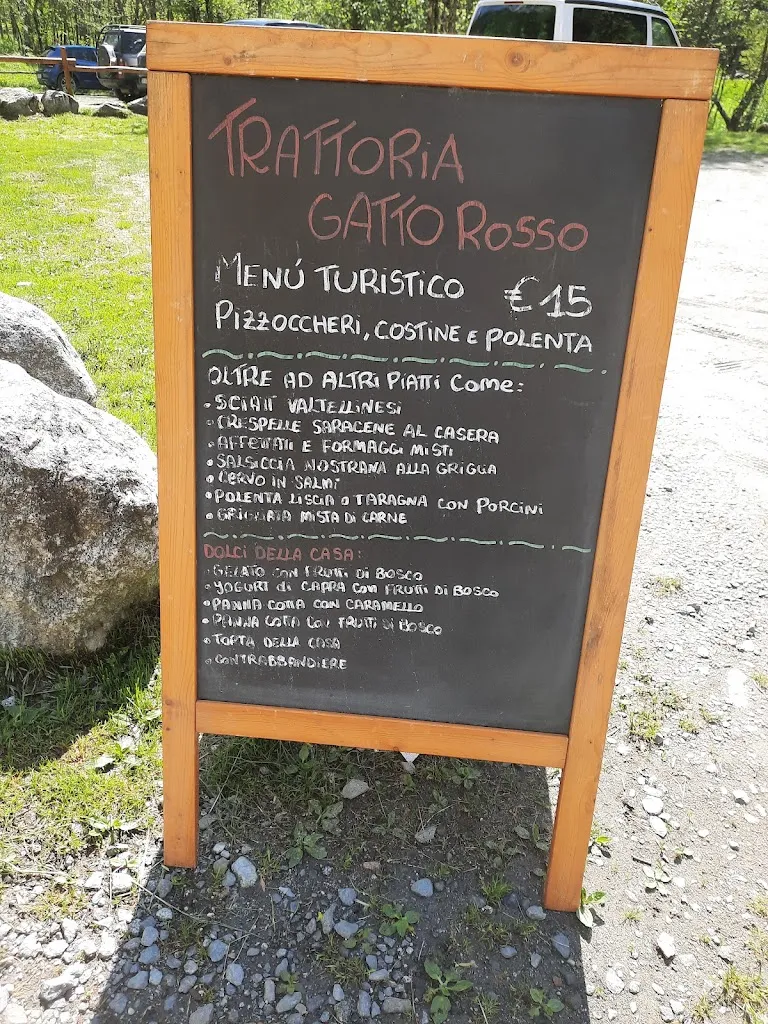 TRATTORIA
GATTO ROSSO
MENÚ TURISTICO €15
PIZZOCCHERI, COSTINE E POLENTA
OLTRE AD ALTRI PIATTI COME:
• SCIATT VALTELLINESI
• CRESPELLE SARACENE AL CASERA
• AFFETTATI E FORMAGGI MISTI
• SALSICCIA NOSTRANA ALLA GRIGLIA
• CERVO IN SALMÌ
• POLENTA LISCIA O TARAGNA CON PORCINI
• GRIGLIATA MISTA DI CARNE
DOLCI DELLA CASA:
• GELATO CON FRUTTI DI BOSCO
• YOGURT DI CAPRA CON FRUTTI DI BOSCO
• PANNA COTTA CON CARAMELLO
• PANNA COTTA CON FRUTTI DI BOSCO
• TORTA DELLA CASA
• CONTRABBANDIERE